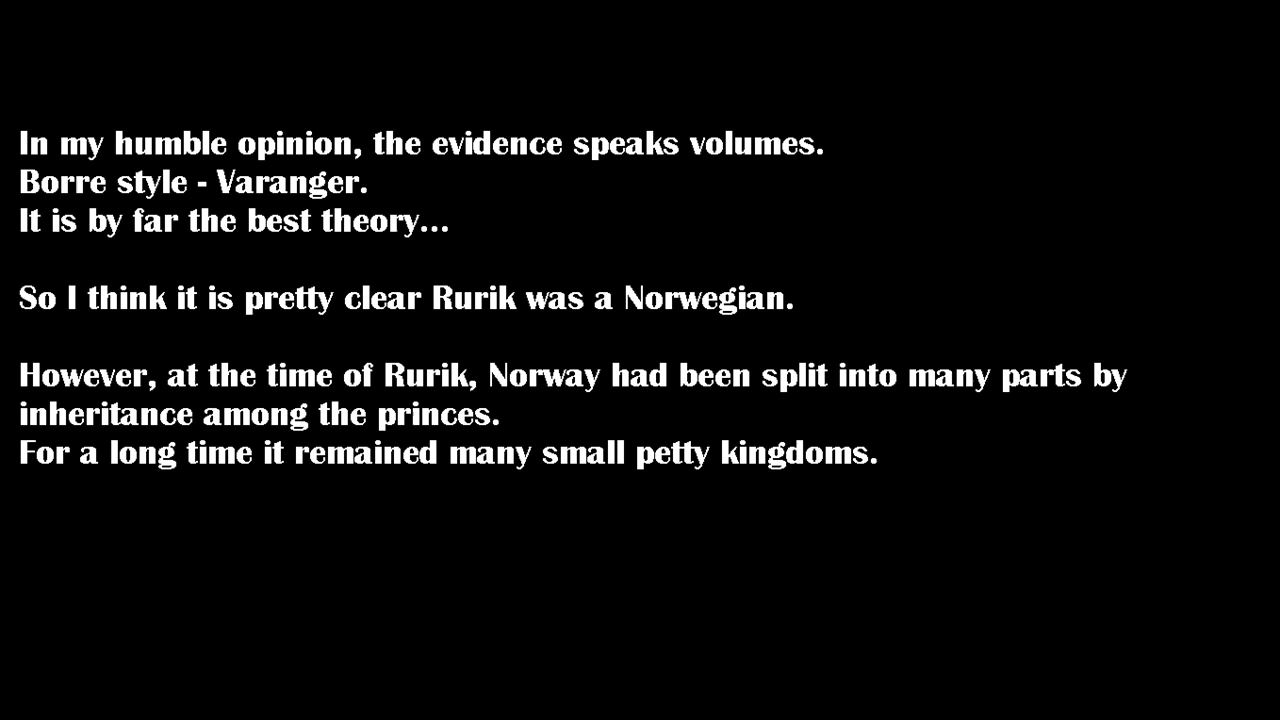 In my humble opinion, the evidence speaks volumes.
Borre style - Varanger.
It is by far the best theory...
So I think it is pretty clear Rurik was a Norwegian.
However, at the time of Rurik, Norway had been split into many parts by
inheritance among the princes.
For a long time it remained many small petty kingdoms.